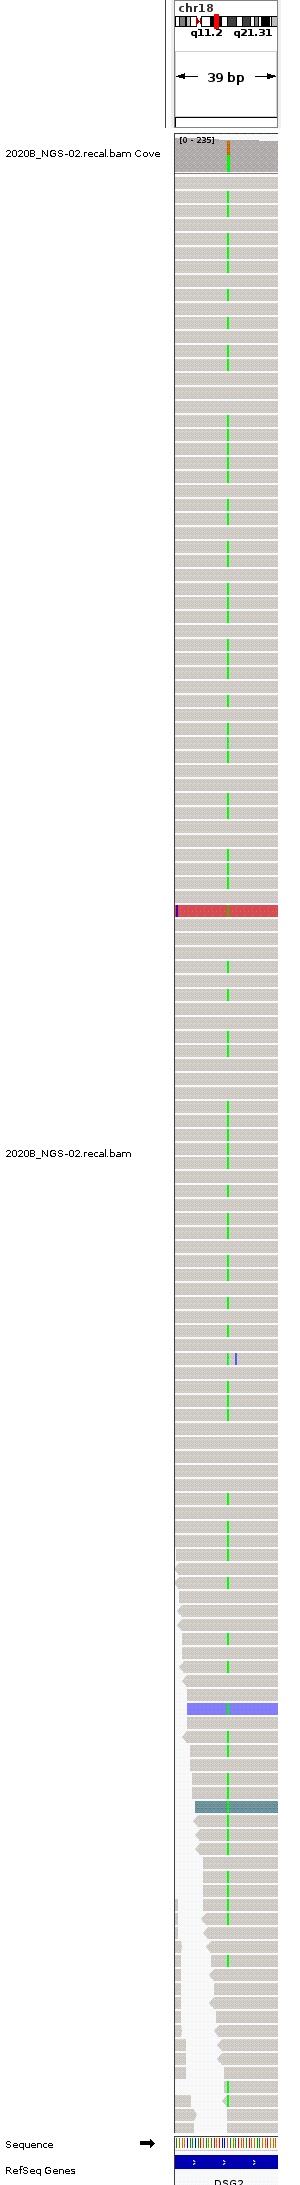 chr18
q11.2 q21.31
39 bp
[0 - 235]
2020B_NGS-02.recal.bam Cove
2020B_NGS-02.recal.bam
Sequence
RefSeq Genes
DSG2